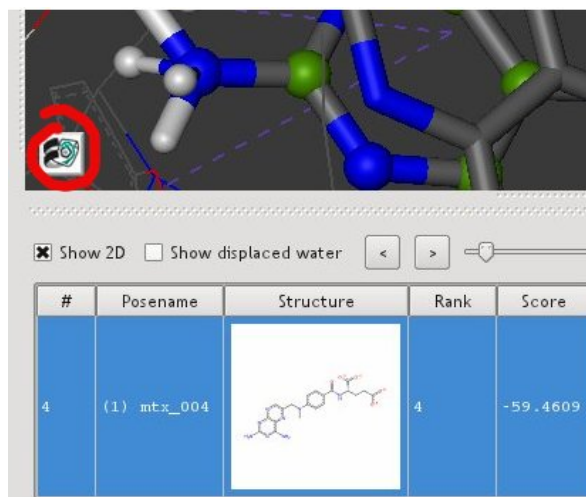 Show 2D Show displaced water < >
# Posename Structure Rank Score
4 (1) mtx_004 4 -59.4609